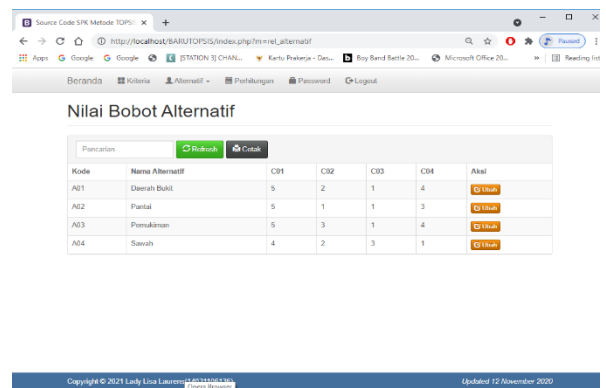 Source Code SPK Metode TOPSI
http://localhost/BARUTOPSIS/index.php?m=rel_alternatif
Paused
Apps Google Google [STATION 3] CHAN... Kartu Prakerja - Das... Boy Band Battle 20... Microsoft Office 20... » Reading list
Beranda Kriteria Alternatif Perhitungan Password Logout
Nilai Bobot Alternatif
Pencarian... Refresh Cetak
Kode Nama Alternatif C01 C02 C03 C04 Aksi
A01 Daerah Bukit 5 2 1 4 Ubah
A02 Pantai 5 1 1 3 Ubah
A03 Pemukiman 5 3 1 4 Ubah
A04 Sawah 4 2 3 1 Ubah
Copyright © 2021 Lady Lisa Laurens Updated 12 November 2020
Opera Browser